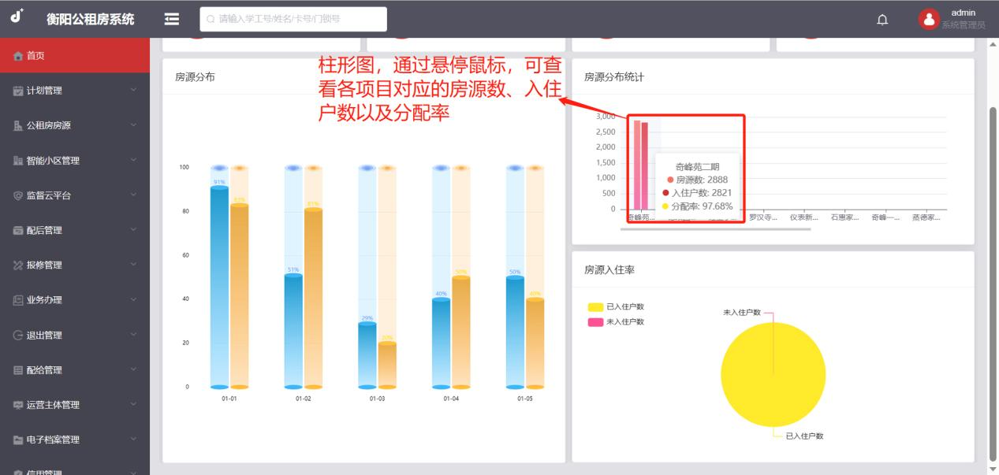 衡阳公租房系统
请输入学工号/姓名/卡号/门锁号
admin
系统管理员
首页
计划管理
公租房房源
智能小区管理
监督云平台
配后管理
报修管理
业务办理
退出管理
配给管理
运营主体管理
电子档案管理
信用管理
房源分布
柱形图，通过悬停鼠标，可查
看各项目对应的房源数、入住
户数以及分配率
100
80
60
40
20
0
91%
83%
51%
81%
29%
20%
40%
50%
50%
40%
01-01
01-02
01-03
01-04
01-05
房源分布统计
3,000
2,500
2,000
1,500
1,000
500
0
奇峰苑二期
房源数: 2888
入住户数: 2821
分配率: 97.68%
奇峰苑...
罗汉寺...
仪表新...
石惠家...
奇峰一...
蒸德家...
房源入住率
已入住户数
未入住户数
未入住户数
已入住户数